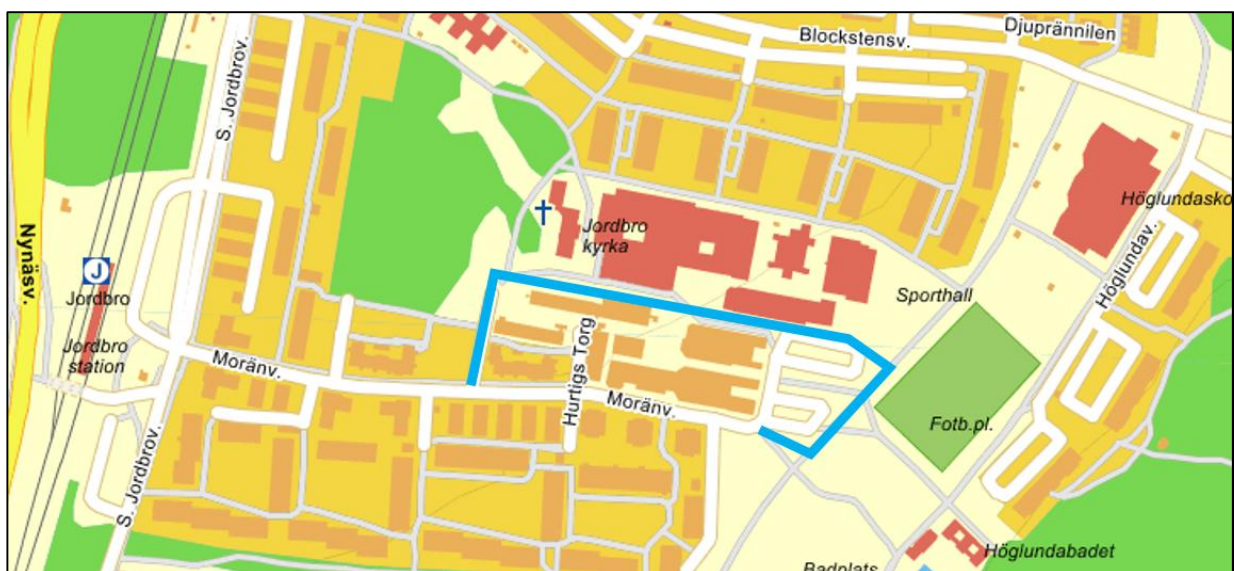 Djuprännilen
Blockstensv.
S. Jordbrov.
Höglundasko
Jordbro
kyrka
Nynäsv.
J
Jordbro
Höglundav.
Sporthall
Jordbro
station
Moränv.
Hurtigs Torg
Moränv.
Fotb.pl.
S. Jordbrov.
Höglundabadet
Badplats